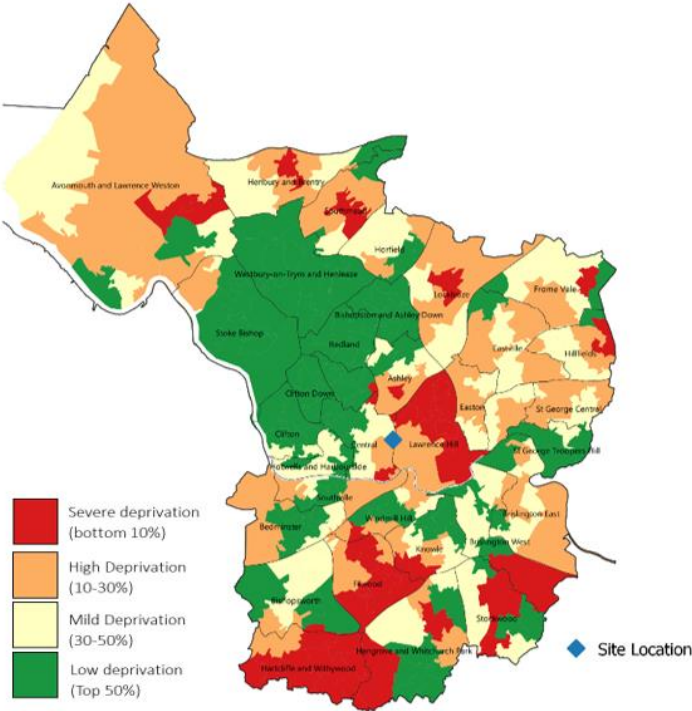 Avonmouth and Lawrence Weston
Henbury and Brentry
Southmead
Horfield
Westbury-on-Trym and Henleaze
Lockleaze
Frome Vale
Bishopston and Ashley Down
Stoke Bishop
Redland
Eastville
Hillfields
Ashley
Clifton Down
Easton
St George Central
Clifton
Central
Lawrence Hill
St George Troopers Hill
Hotwells and Harbourside
Southville
Bedminster
Windmill Hill
Brislington East
Knowle
Brislington West
Filwood
Bishopsworth
Stockwood
Hengrove and Whitchurch Park
Hartcliffe and Withywood
Severe deprivation
(bottom 10%)
High Deprivation
(10-30%)
Mild Deprivation
(30-50%)
Low deprivation
(Top 50%)
Site Location